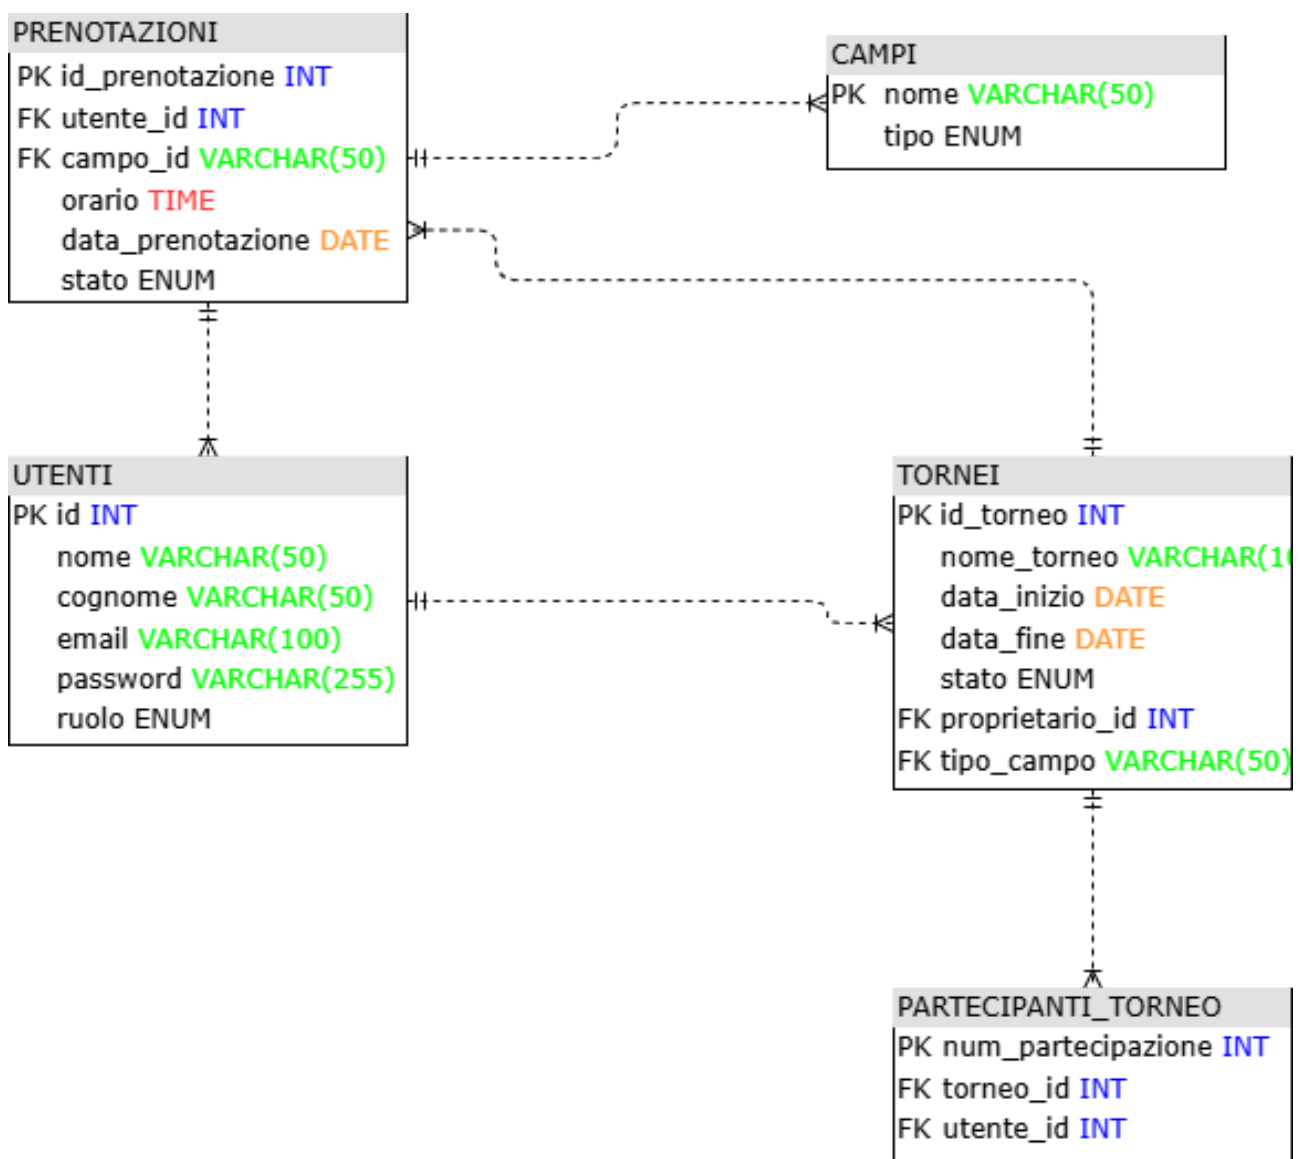 PRENOTAZIONI
PK id_prenotazione INT
FK utente_id INT
FK campo_id VARCHAR(50)
orario TIME
data_prenotazione DATE
stato ENUM
CAMPI
PK nome VARCHAR(50)
tipo ENUM
UTENTI
PK id INT
nome VARCHAR(50)
cognome VARCHAR(50)
email VARCHAR(100)
password VARCHAR(255)
ruolo ENUM
TORNEI
PK id_torneo INT
nome_torneo VARCHAR(1
data_inizio DATE
data_fine DATE
stato ENUM
FK proprietario_id INT
FK tipo_campo VARCHAR(50)
PARTECIPANTI_TORNEO
PK num_partecipazione INT
FK torneo_id INT
FK utente_id INT